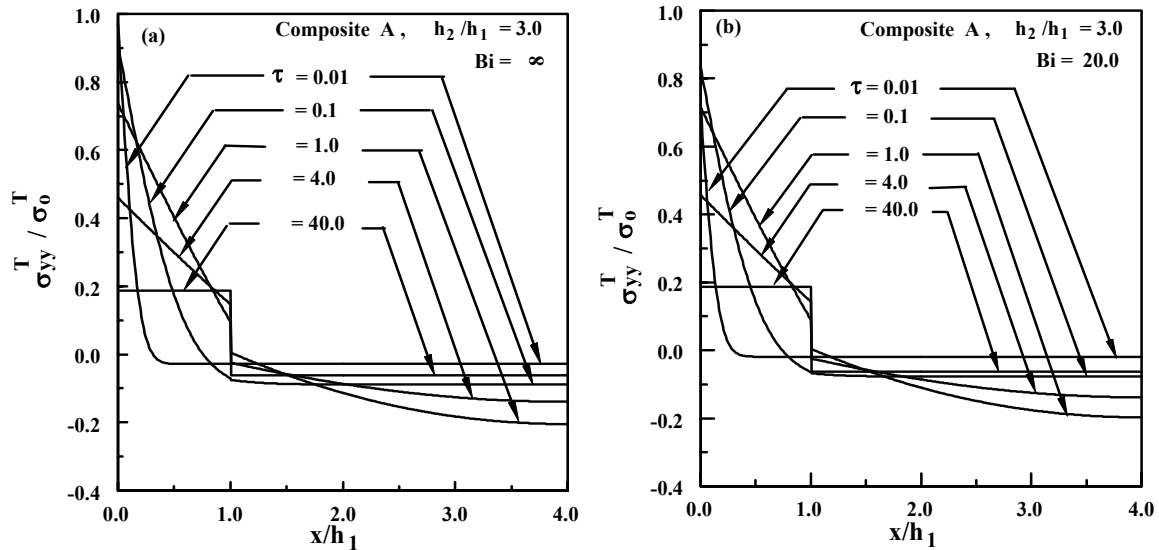 (a) Composite A , h2/h1 = 3.0
Bi = ∞
τ = 0.01
= 0.1
= 1.0
= 4.0
= 40.0
1.0
0.8
0.6
0.4
0.2
0.0
-0.2
-0.4
σyy^T / σo^T
0.0 1.0 2.0 3.0 4.0
x/h1
(b) Composite A , h2/h1 = 3.0
Bi = 20.0
τ = 0.01
= 0.1
= 1.0
= 4.0
= 40.0
1.0
0.8
0.6
0.4
0.2
0.0
-0.2
-0.4
σyy^T / σo^T
0.0 1.0 2.0 3.0 4.0
x/h1